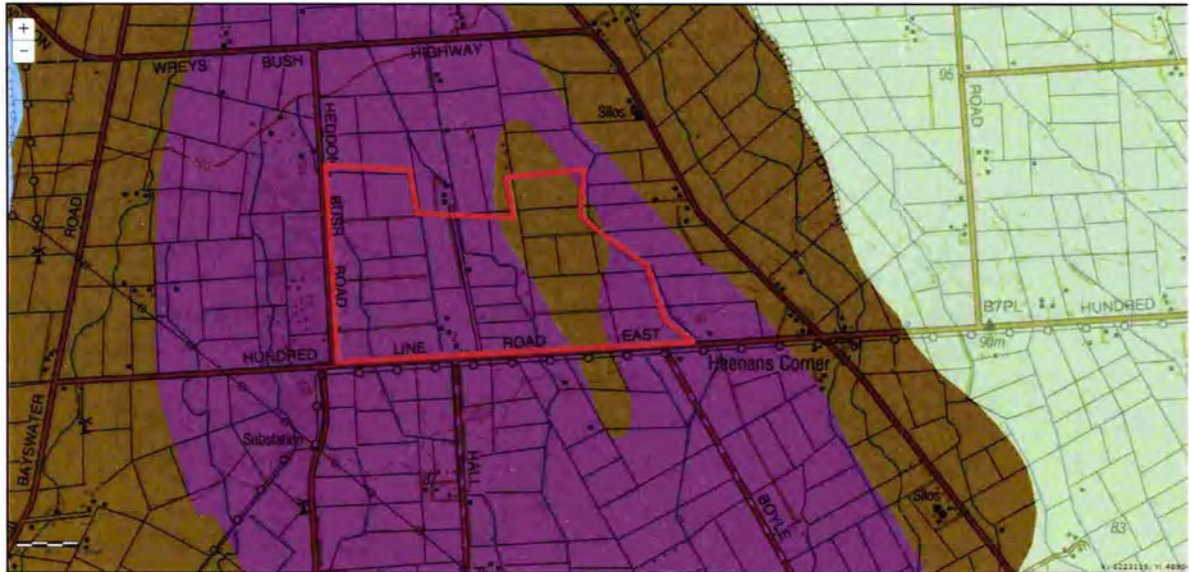 +
−
WREYS BUSH HIGHWAY
ROAD
HEDDON BUSH ROAD
Silos
95
ROAD
B7PL
HUNDRED
90m
HUNDRED LINE ROAD EAST
Heenans Corner
BAYSWATER
Substation
HALL
BOYLE
Silos
83